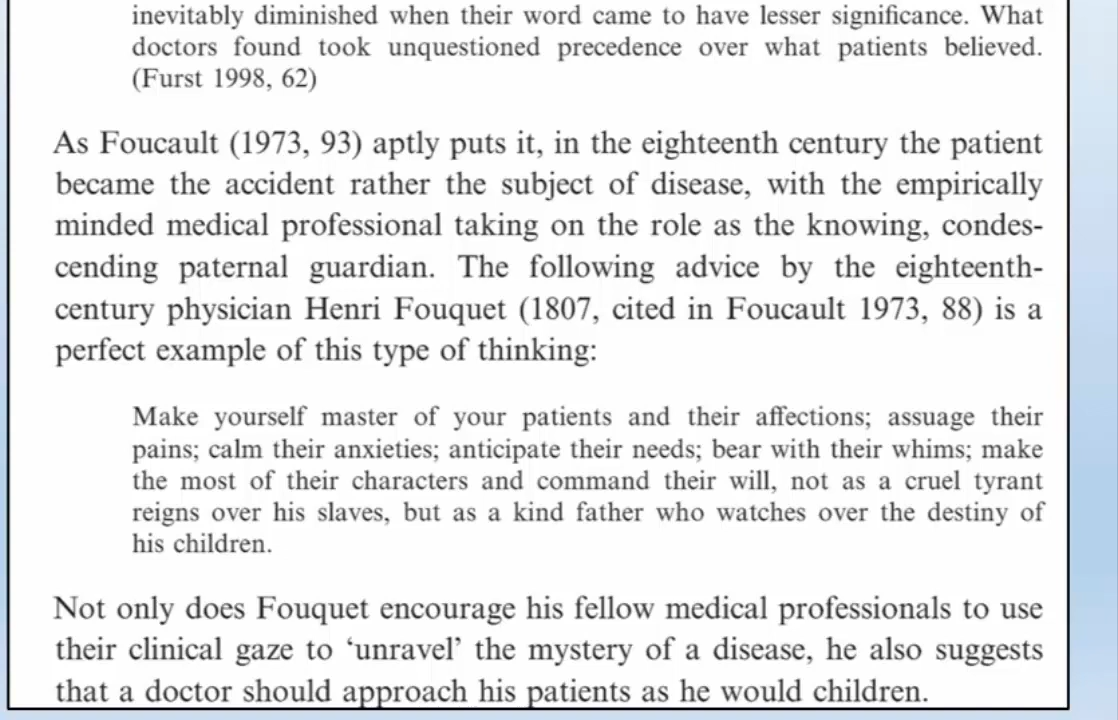 inevitably diminished when their word came to have lesser significance. What
doctors found took unquestioned precedence over what patients believed.
(Furst 1998, 62)
As Foucault (1973, 93) aptly puts it, in the eighteenth century the patient
became the accident rather the subject of disease, with the empirically
minded medical professional taking on the role as the knowing, condes-
cending paternal guardian. The following advice by the eighteenth-
century physician Henri Fouquet (1807, cited in Foucault 1973, 88) is a
perfect example of this type of thinking:
Make yourself master of your patients and their affections; assuage their
pains; calm their anxieties; anticipate their needs; bear with their whims; make
the most of their characters and command their will, not as a cruel tyrant
reigns over his slaves, but as a kind father who watches over the destiny of
his children.
Not only does Fouquet encourage his fellow medical professionals to use
their clinical gaze to ‘unravel’ the mystery of a disease, he also suggests
that a doctor should approach his patients as he would children.